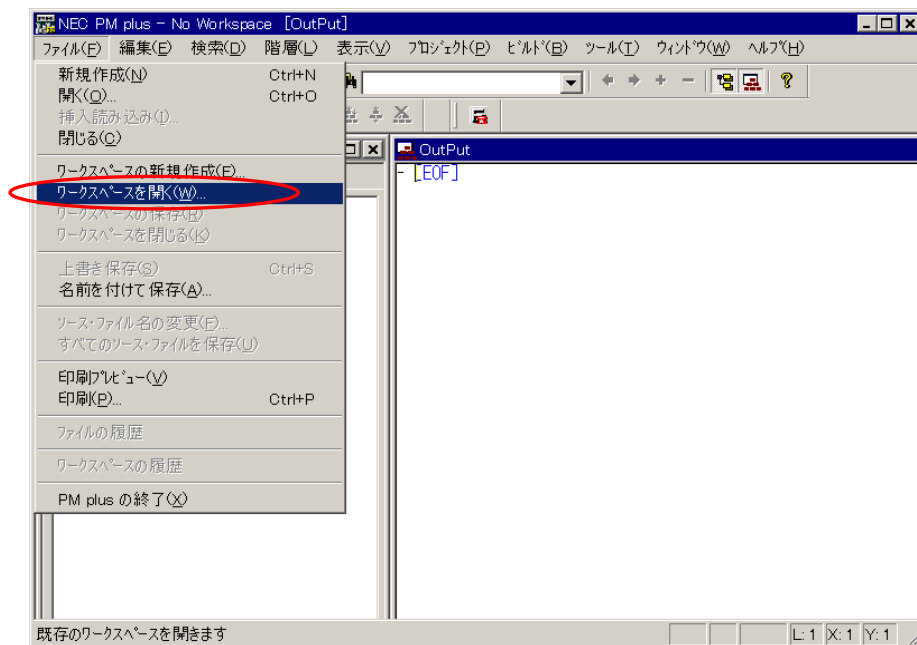 NEC PM plus - No Workspace [OutPut]
ファイル(F) 編集(E) 検索(D) 階層(L) 表示(V) プロジェクト(P) ビルド(B) ツール(T) ウィンドウ(W) ヘルプ(H)
新規作成(N) Ctrl+N
開く(O)... Ctrl+O
挿入読み込み(I)...
閉じる(C)
OutPut
[EOF]
ワークスペースの新規作成(E)...
ワークスペースを開く(W)...
ワークスペースの保存(R)
ワークスペースを閉じる(K)
上書き保存(S) Ctrl+S
名前を付けて保存(A)...
ソース・ファイル名の変更(F)...
すべてのソース・ファイルを保存(U)
印刷プレビュー(V)
印刷(P)... Ctrl+P
ファイルの履歴
ワークスペースの履歴
PM plus の終了(X)
既存のワークスペースを開きます
L: 1 X: 1 Y: 1